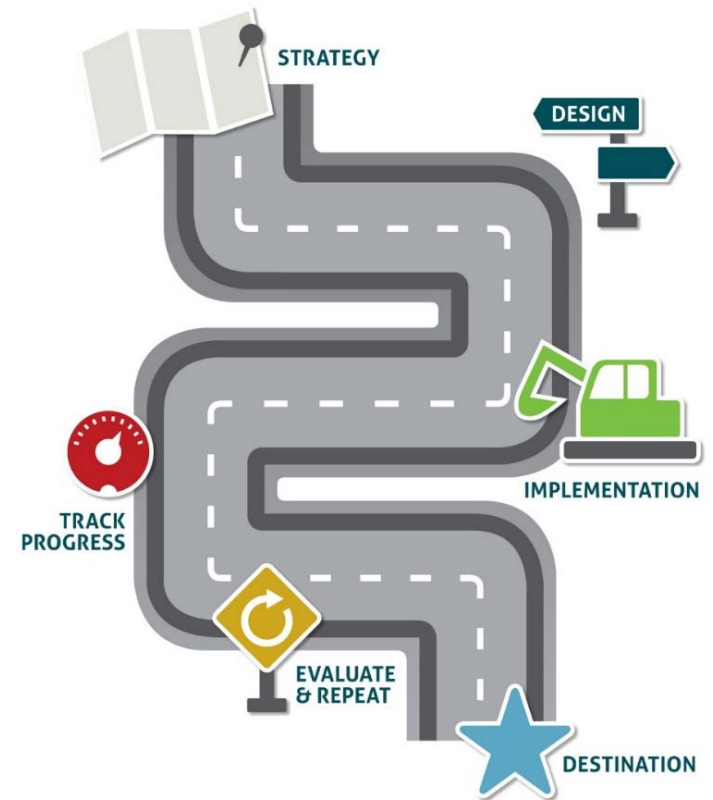 STRATEGY
DESIGN
IMPLEMENTATION
TRACK
PROGRESS
EVALUATE
& REPEAT
DESTINATION